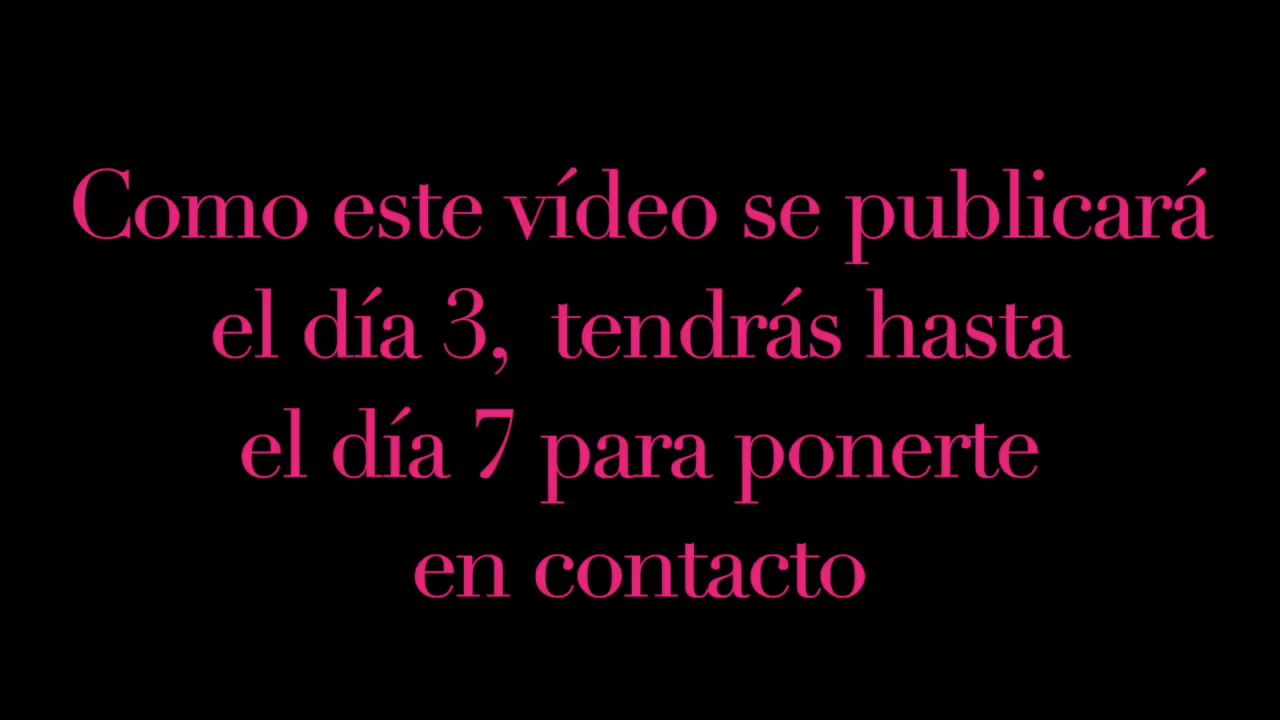 Como este vídeo se publicará
el día 3, tendrás hasta
el día 7 para ponerte
en contacto